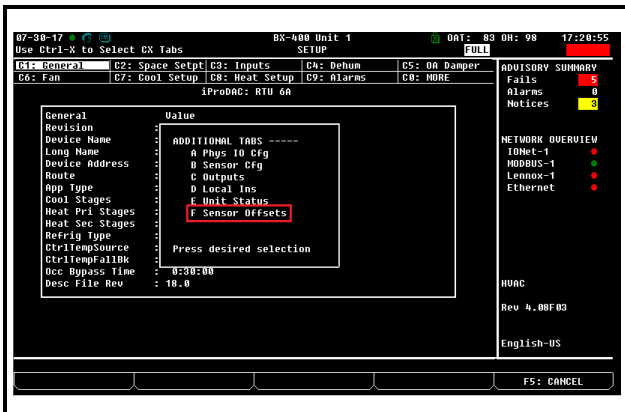 07-30-17 BX-400 Unit 1 OAT: 83 OH: 98 17:20:55
Use Ctrl-X to Select CX Tabs SETUP FULL
C1: General C2: Space Setpt C3: Inputs C4: Dehum C5: OA Damper
C6: Fan C7: Cool Setup C8: Heat Setup C9: Alarms C0: MORE
iProDAC: RTU 6A
General Value
Revision :
Device Name :
Long Name :
Device Address :
Route :
App Type :
Cool Stages :
Heat Pri Stages :
Heat Sec Stages :
Refrig Type :
CtrlTempSource :
CtrlTempFallBk :
Occ Bypass Time : 0:30:00
Desc File Rev : 18.0
ADDITIONAL TABS -----
A Phys IO Cfg
B Sensor Cfg
C Outputs
D Local Ins
E Unit Status
F Sensor Offsets
Press desired selection
ADVISORY SUMMARY
Fails 5
Alarms 0
Notices 3
NETWORK OVERVIEW
IONet-1
MODBUS-1
Lennox-1
Ethernet
HVAC
Rev 4.08F03
English-US
F5: CANCEL